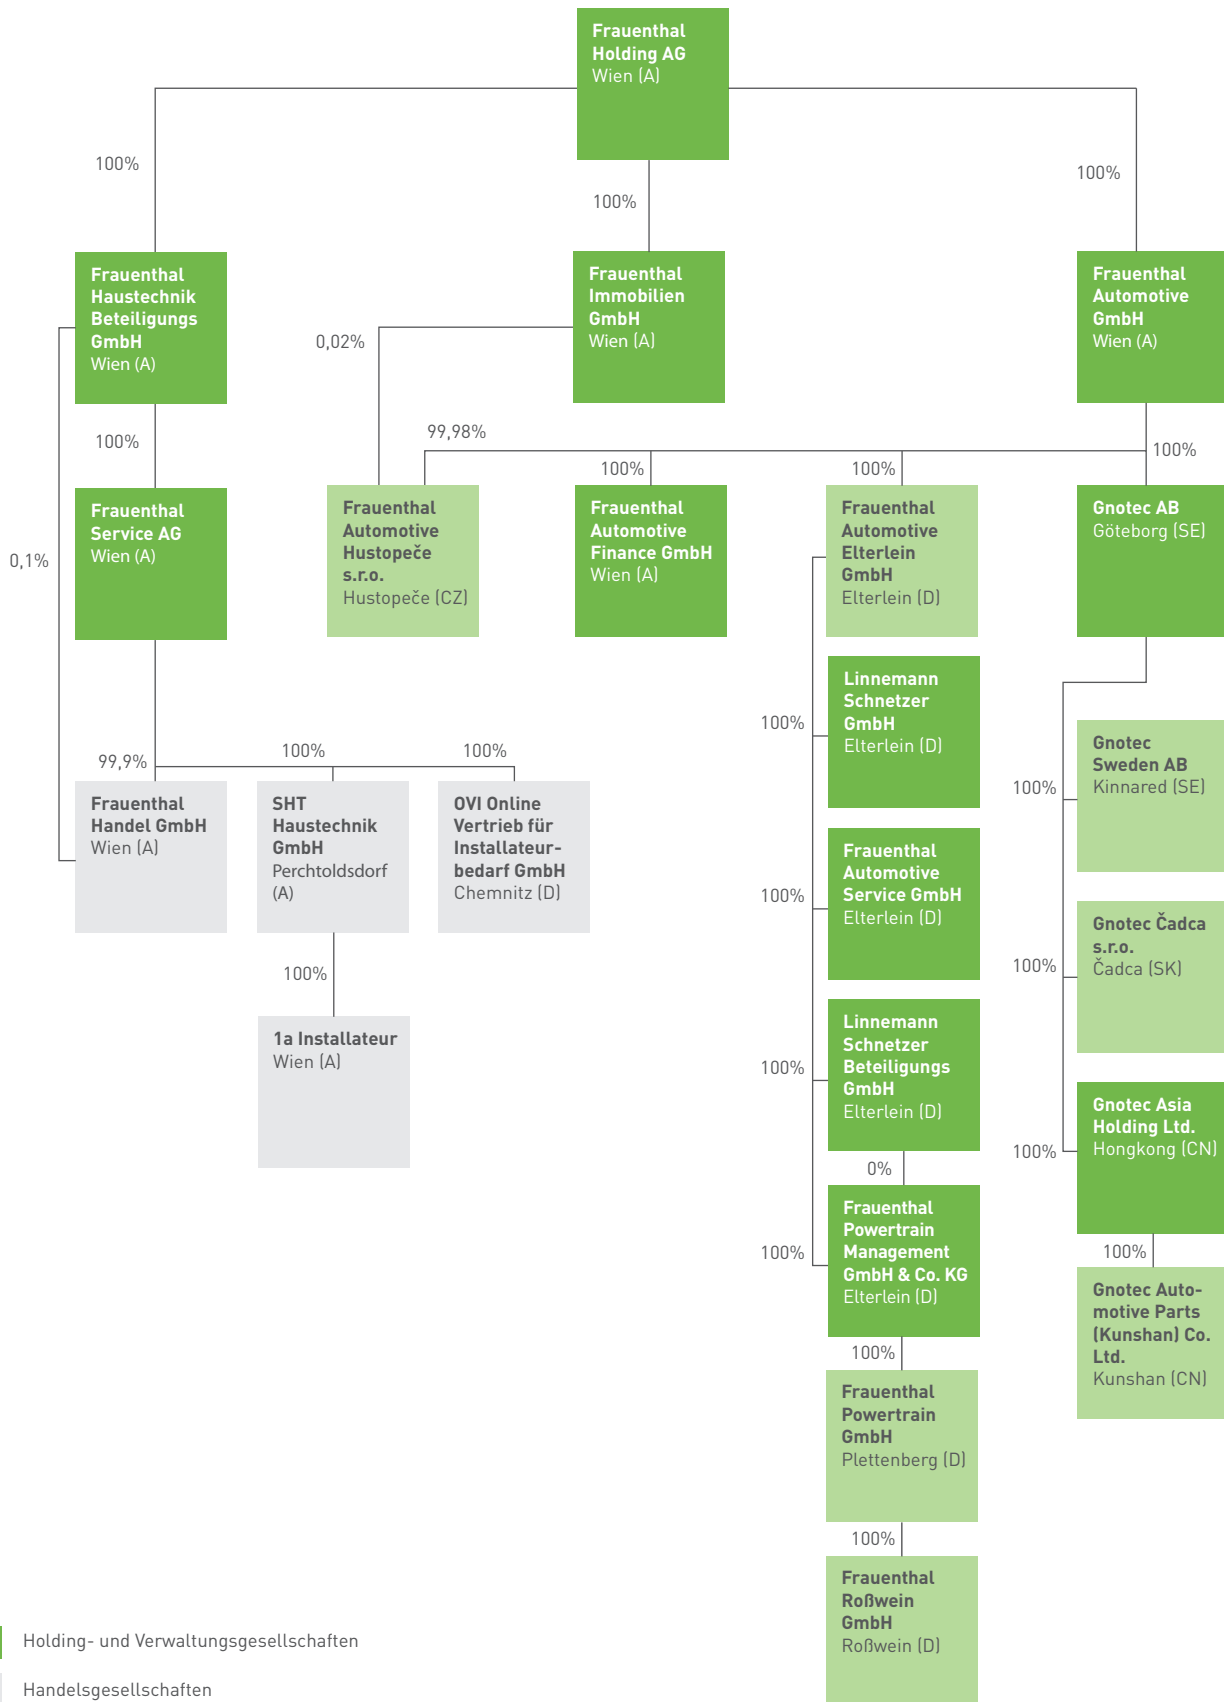 Frauenthal
Holding AG
Wien (A)
100%
100%
100%
Frauenthal
Haustechnik
Beteiligungs
GmbH
Wien (A)
Frauenthal
Immobilien
GmbH
Wien (A)
Frauenthal
Automotive
GmbH
Wien (A)
0,02%
100%
99,98%
100%
100%
100%
0,1%
Frauenthal
Service AG
Wien (A)
Frauenthal
Automotive
Hustopeče
s.r.o.
Hustopeče (CZ)
Frauenthal
Automotive
Finance GmbH
Wien (A)
Frauenthal
Automotive
Elterlein
GmbH
Elterlein (D)
Gnotec AB
Göteborg (SE)
99,9%
100%
100%
Frauenthal
Handel GmbH
Wien (A)
SHT
Haustechnik
GmbH
Perchtoldsdorf
(A)
OVI Online
Vertrieb für
Installateur-
bedarf GmbH
Chemnitz (D)
100%
1a Installateur
Wien (A)
100%
Linnemann
Schnetzer
GmbH
Elterlein (D)
100%
Frauenthal
Automotive
Service GmbH
Elterlein (D)
100%
Linnemann
Schnetzer
Beteiligungs
GmbH
Elterlein (D)
0%
100%
Frauenthal
Powertrain
Management
GmbH & Co. KG
Elterlein (D)
100%
Frauenthal
Powertrain
GmbH
Plettenberg (D)
100%
Frauenthal
Roßwein
GmbH
Roßwein (D)
100%
Gnotec
Sweden AB
Kinnared (SE)
100%
Gnotec Čadca
s.r.o.
Čadca (SK)
100%
Gnotec Asia
Holding Ltd.
Hongkong (CN)
100%
Gnotec Auto-
motive Parts
(Kunshan) Co.
Ltd.
Kunshan (CN)
Holding- und Verwaltungsgesellschaften
Handelsgesellschaften